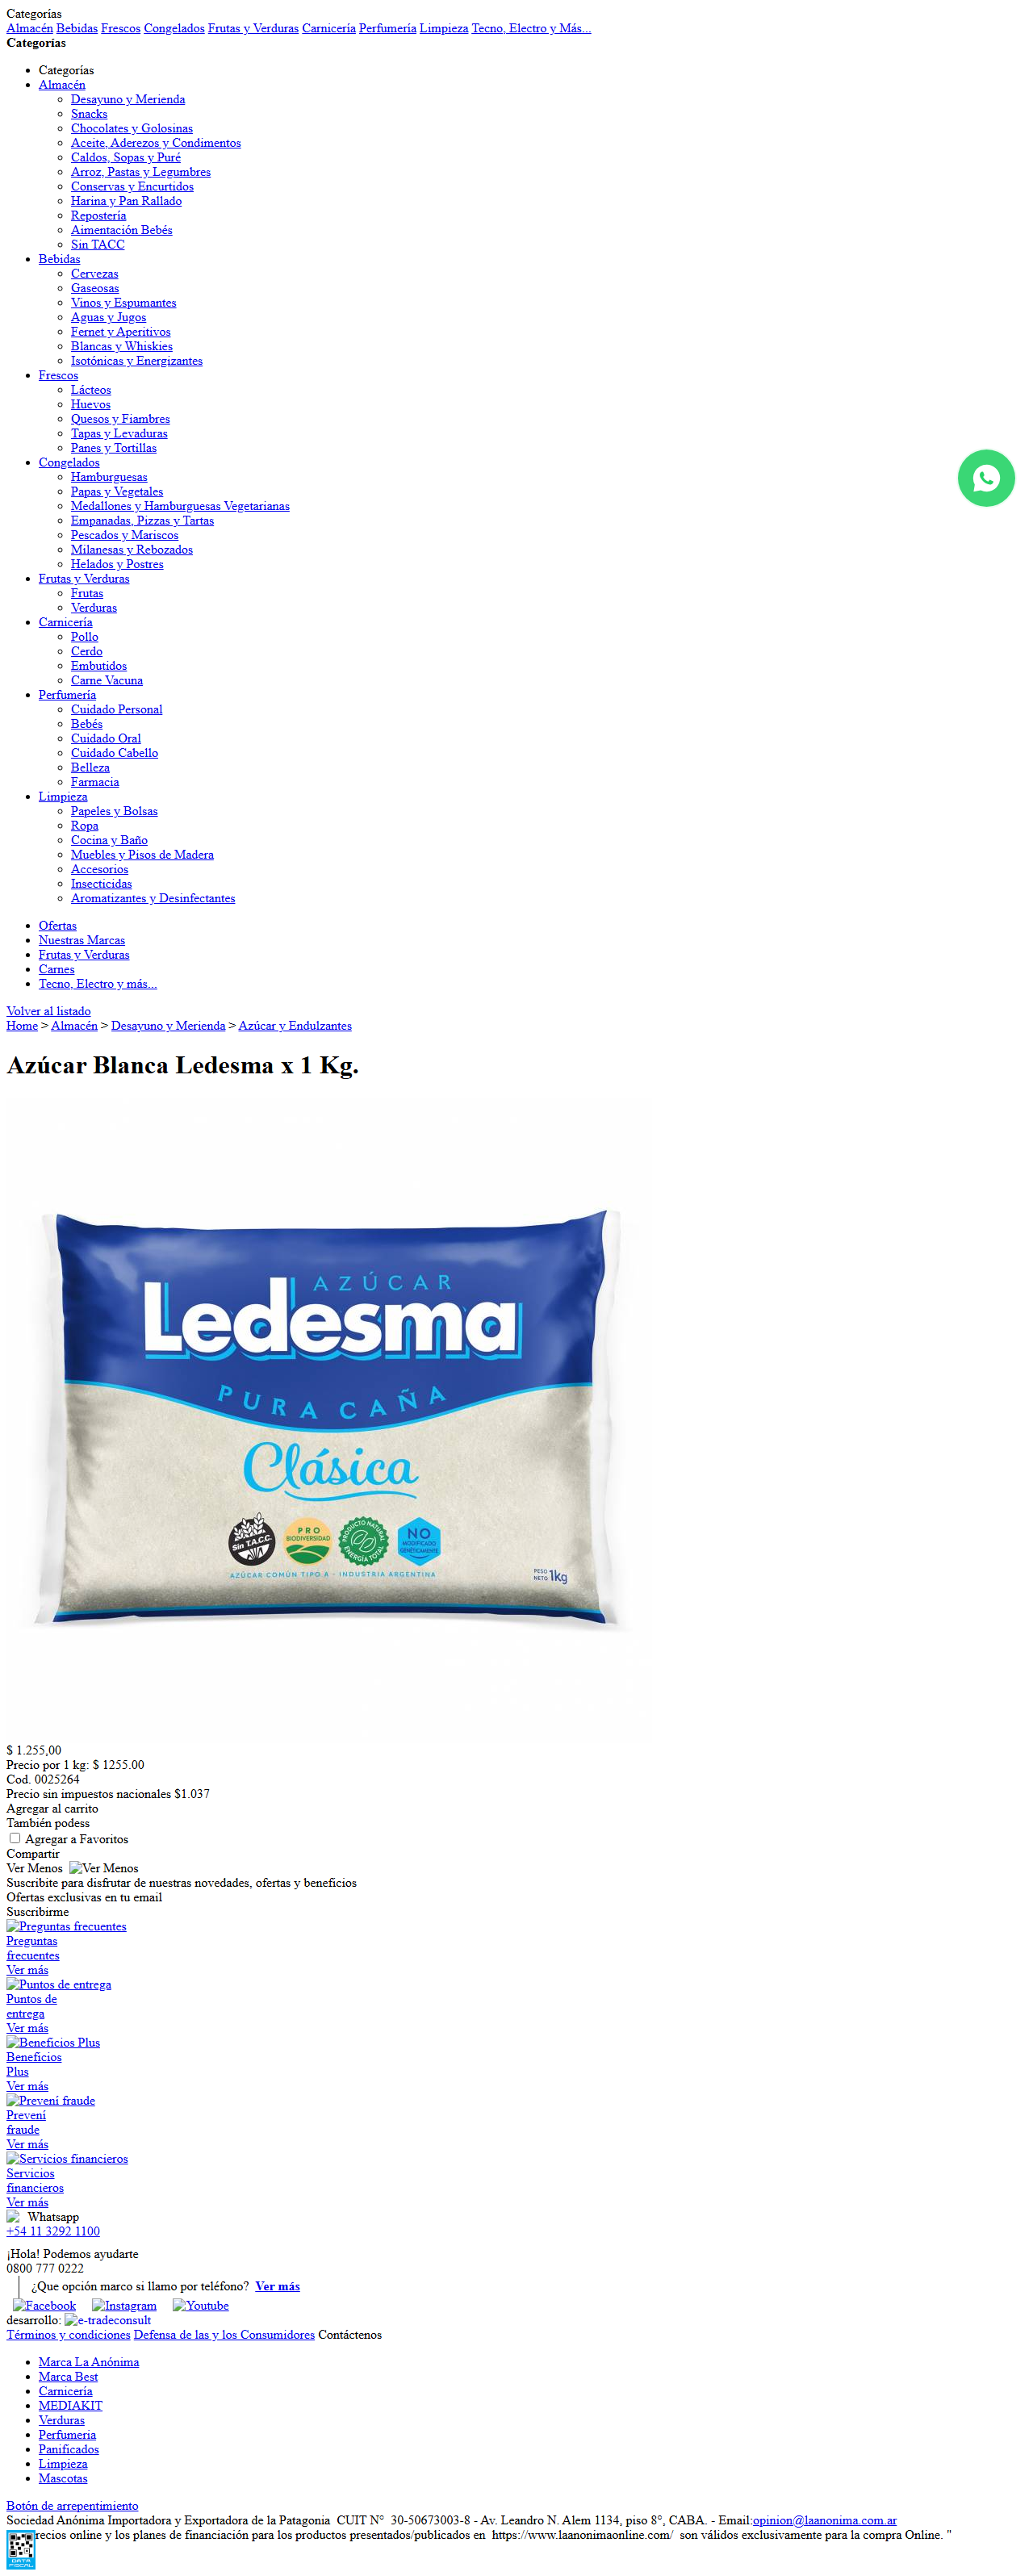 Categorías
Almacén Bebidas Frescos Congelados Frutas y Verduras Carnicería Perfumería Limpieza Tecno, Electro y Más...
Categorías
Categorías
Almacén
Desayuno y Merienda
Snacks
Chocolates y Golosinas
Aceite, Aderezos y Condimentos
Caldos, Sopas y Puré
Arroz, Pastas y Legumbres
Conservas y Encurtidos
Harina y Pan Rallado
Repostería
Aimentación Bebés
Sin TACC
Bebidas
Cervezas
Gaseosas
Vinos y Espumantes
Aguas y Jugos
Fernet y Aperitivos
Blancas y Whiskies
Isotónicas y Energizantes
Frescos
Lácteos
Huevos
Quesos y Fiambres
Tapas y Levaduras
Panes y Tortillas
Congelados
Hamburguesas
Papas y Vegetales
Medallones y Hamburguesas Vegetarianas
Empanadas, Pizzas y Tartas
Pescados y Mariscos
Milanesas y Rebozados
Helados y Postres
Frutas y Verduras
Frutas
Verduras
Carnicería
Pollo
Cerdo
Embutidos
Carne Vacuna
Perfumería
Cuidado Personal
Bebés
Cuidado Oral
Cuidado Cabello
Belleza
Farmacia
Limpieza
Papeles y Bolsas
Ropa
Cocina y Baño
Muebles y Pisos de Madera
Accesorios
Insecticidas
Aromatizantes y Desinfectantes
Ofertas
Nuestras Marcas
Frutas y Verduras
Carnes
Tecno, Electro y más...
Volver al listado
Home > Almacén > Desayuno y Merienda > Azúcar y Endulzantes
Azúcar Blanca Ledesma x 1 Kg.
AZÚCAR
Ledesma
PURA CAÑA
Clásica
Sin T.A.C.C.
PRO BIODIVERSIDAD
PRODUCTO NATURAL ENERGÍA TOTAL
NO MODIFICADO GENÉTICAMENTE
AZÚCAR COMÚN TIPO A - INDUSTRIA ARGENTINA
PESO NETO 1kg
$ 1.255,00
Precio por 1 kg: $ 1255.00
Cod. 0025264
Precio sin impuestos nacionales $1.037
Agregar al carrito
También podess
Agregar a Favoritos
Compartir
Ver Menos Ver Menos
Suscribite para disfrutar de nuestras novedades, ofertas y beneficios
Ofertas exclusivas en tu email
Suscribirme
Preguntas frecuentes
Preguntas
frecuentes
Ver más
Puntos de entrega
Puntos de
entrega
Ver más
Beneficios Plus
Beneficios
Plus
Ver más
Prevení fraude
Prevení
fraude
Ver más
Servicios financieros
Servicios
financieros
Ver más
Whatsapp
+54 11 3292 1100
¡Hola! Podemos ayudarte
0800 777 0222
¿Que opción marco si llamo por teléfono? Ver más
Facebook Instagram Youtube
desarrollo: e-tradeconsult
Términos y condiciones Defensa de las y los Consumidores Contáctenos
Marca La Anónima
Marca Best
Carnicería
MEDIAKIT
Verduras
Perfumeria
Panificados
Limpieza
Mascotas
Botón de arrepentimiento
Sociedad Anónima Importadora y Exportadora de la Patagonia CUIT N° 30-50673003-8 - Av. Leandro N. Alem 1134, piso 8°, CABA. - Email:opinion@laanonima.com.ar
recios online y los planes de financiación para los productos presentados/publicados en https://www.laanonimaonline.com/ son válidos exclusivamente para la compra Online. "
DATA FISCAL